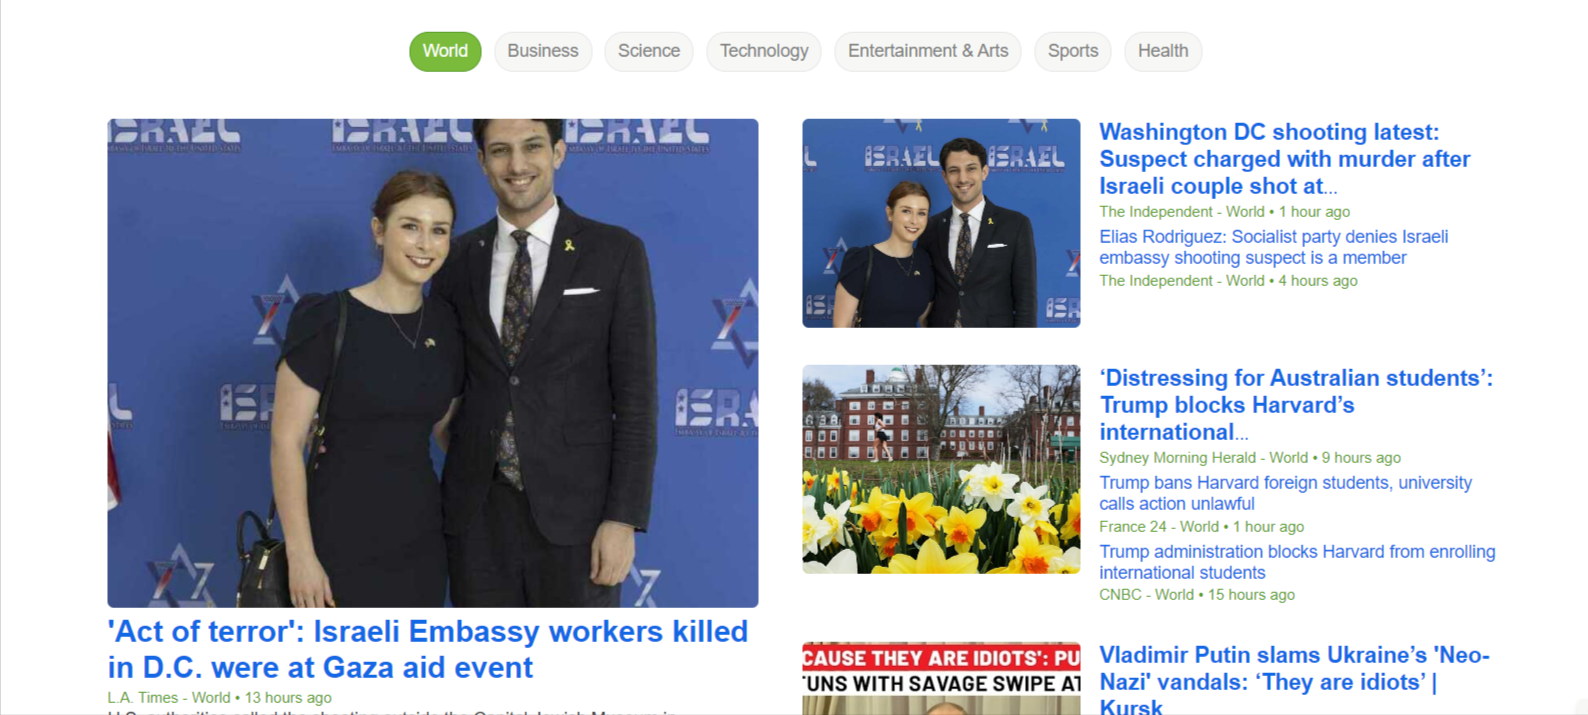 World
Business
Science
Technology
Entertainment & Arts
Sports
Health
ISRAEL
ISRAEL
ISRAEL
'Act of terror': Israeli Embassy workers killed
in D.C. were at Gaza aid event
L.A. Times - World • 13 hours ago
ISRAEL
ISRAEL
Washington DC shooting latest:
Suspect charged with murder after
Israeli couple shot at...
The Independent - World • 1 hour ago
Elias Rodriguez: Socialist party denies Israeli
embassy shooting suspect is a member
The Independent - World • 4 hours ago
‘Distressing for Australian students’:
Trump blocks Harvard’s
international...
Sydney Morning Herald - World • 9 hours ago
Trump bans Harvard foreign students, university
calls action unlawful
France 24 - World • 1 hour ago
Trump administration blocks Harvard from enrolling
international students
CNBC - World • 15 hours ago
CAUSE THEY ARE IDIOTS': PU
TUNS WITH SAVAGE SWIPE AT
Vladimir Putin slams Ukraine’s 'Neo-
Nazi' vandals: ‘They are idiots’ |
Kursk